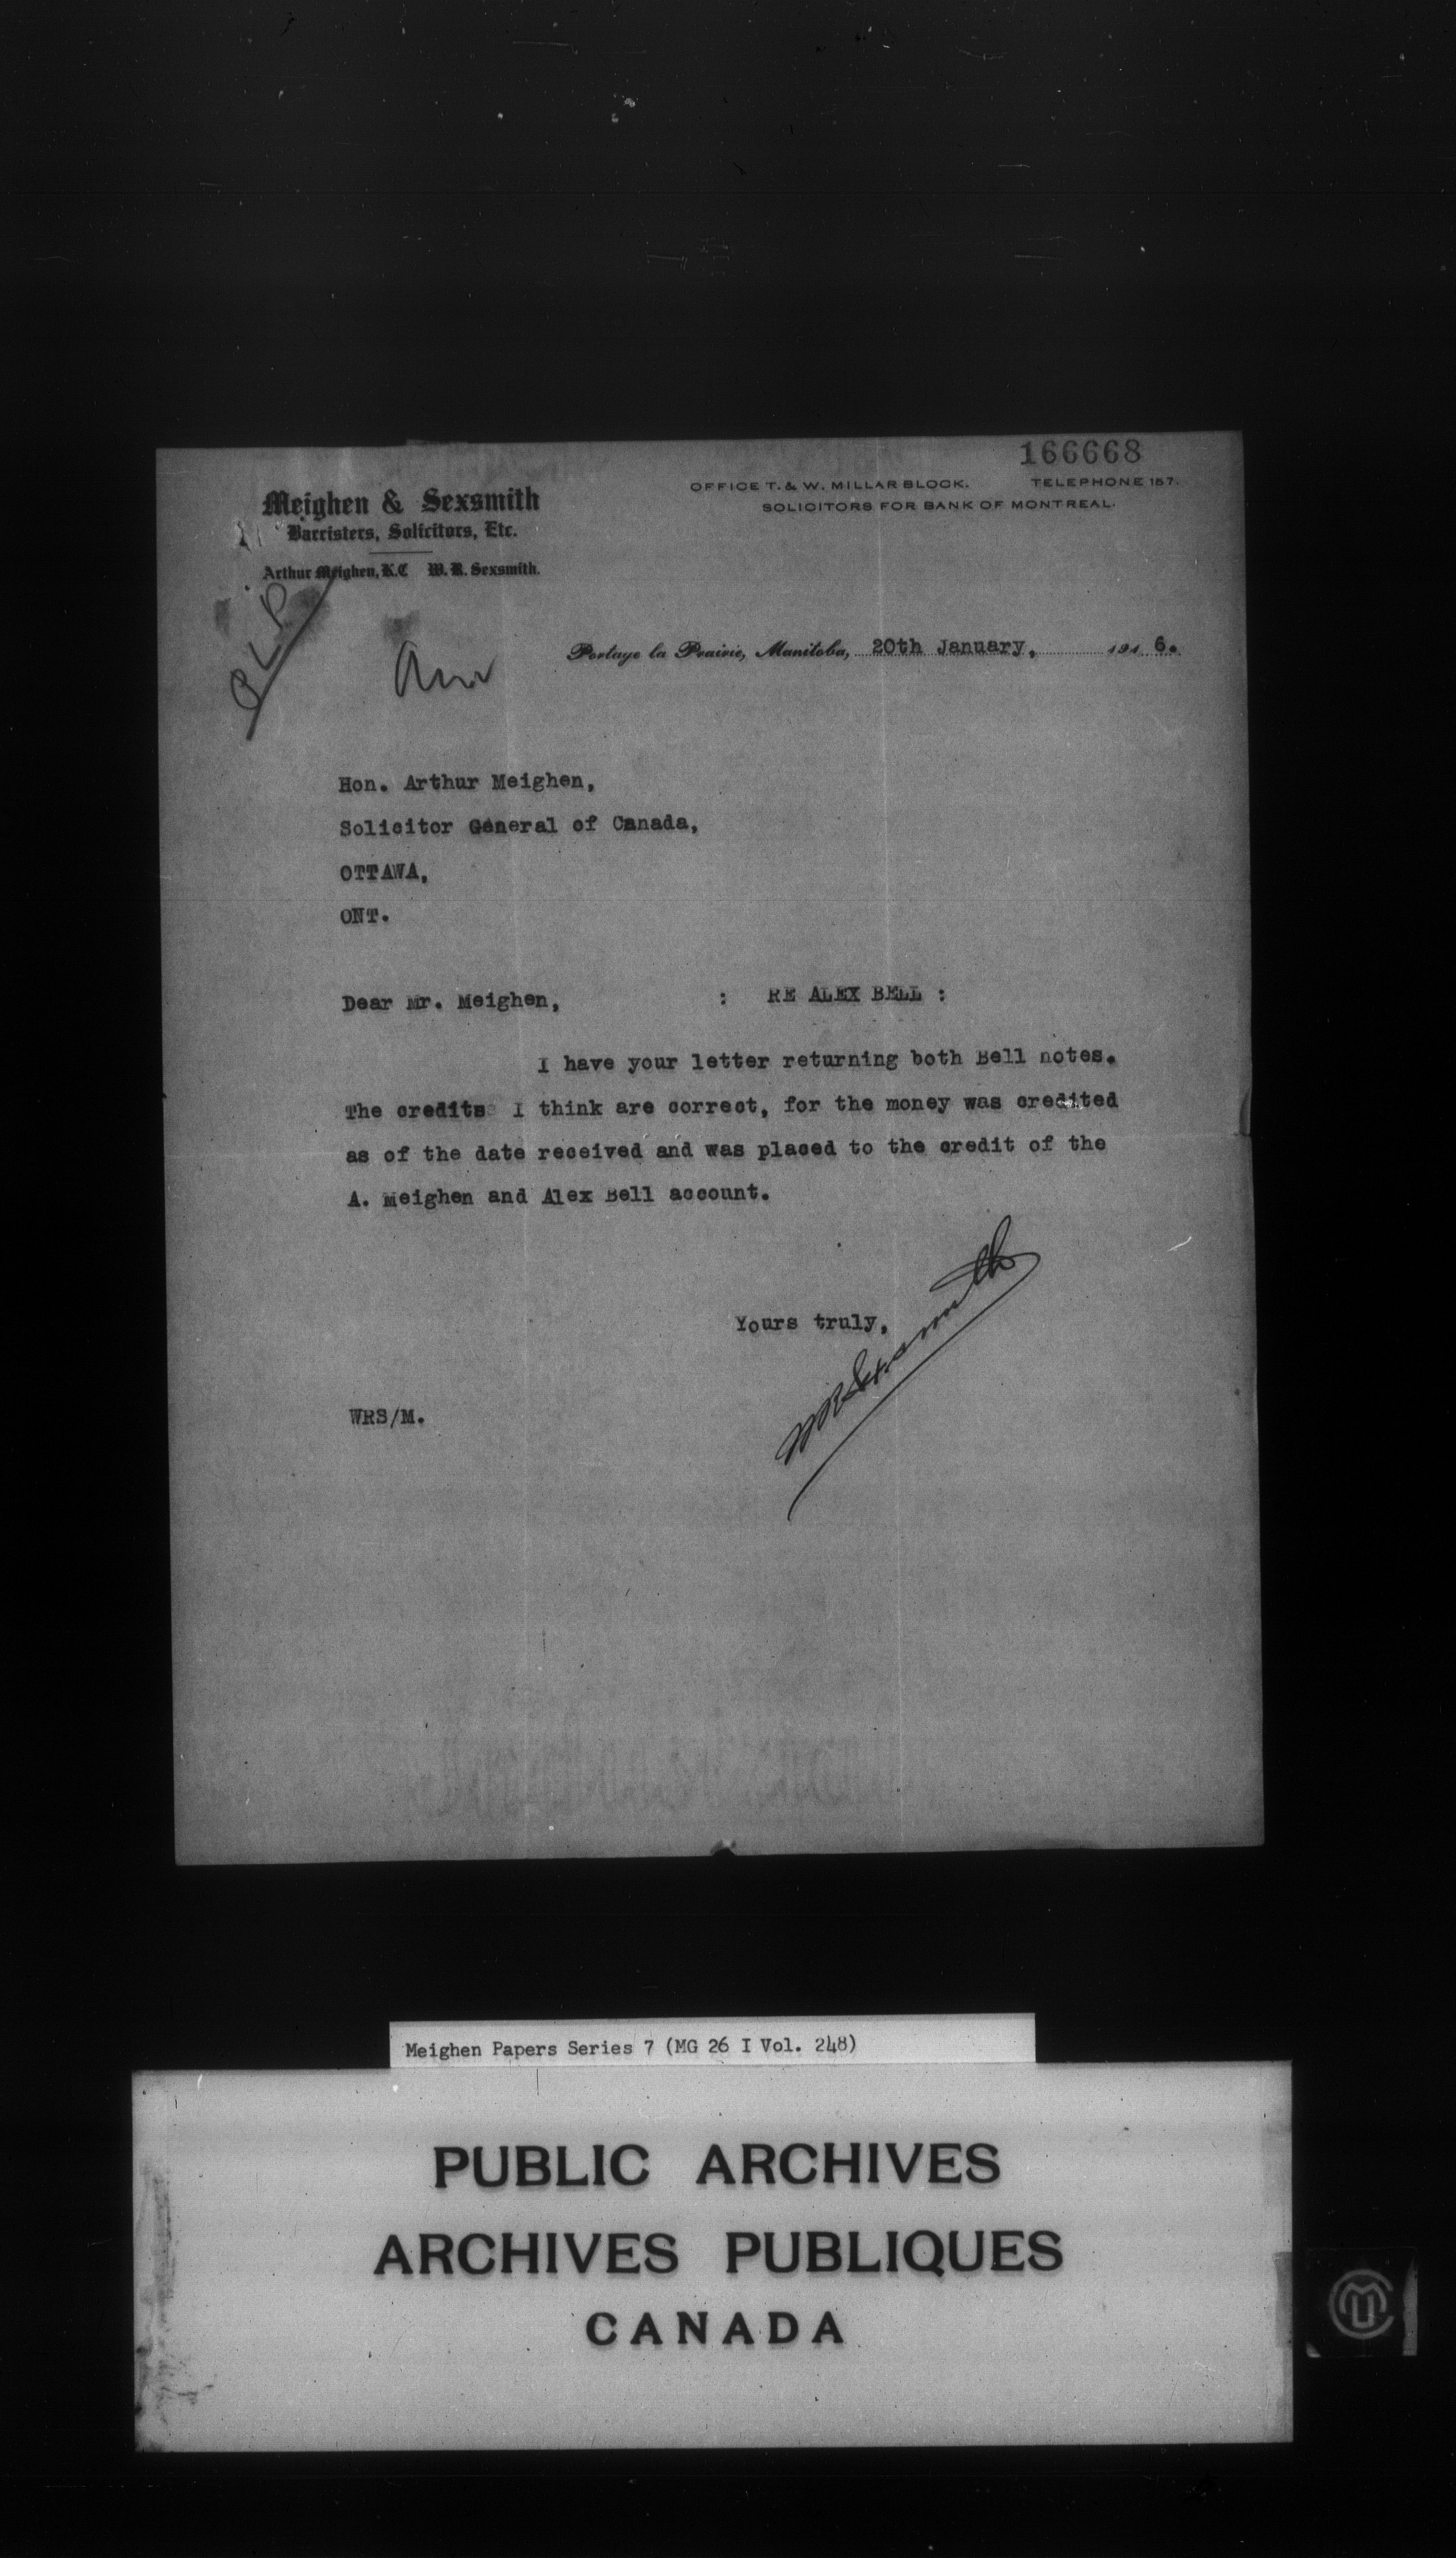 166668
Meighen & Sexsmith
Barristers, Solicitors, Etc.
Arthur Meighen, K.C W. R. Sexsmith.
OFFICE T. & W. MILLAR BLOCK. TELEPHONE 157.
SOLICITORS FOR BANK OF MONTREAL.
Portage la Prairie, Manitoba, 20th January, 191 6.
Hon. Arthur Meighen,
Solicitor General of Canada,
OTTAWA,
ONT.
Dear Mr. Meighen, : RE ALEX BELL :
I have your letter returning both Bell notes.
The credits I think are correct, for the money was credited
as of the date received and was placed to the credit of the
A. Meighen and Alex Bell account.
Yours truly,
WRSexsmith
WRS/M.
Meighen Papers Series 7 (MG 26 I Vol. 248)
PUBLIC ARCHIVES
ARCHIVES PUBLIQUES
CANADA